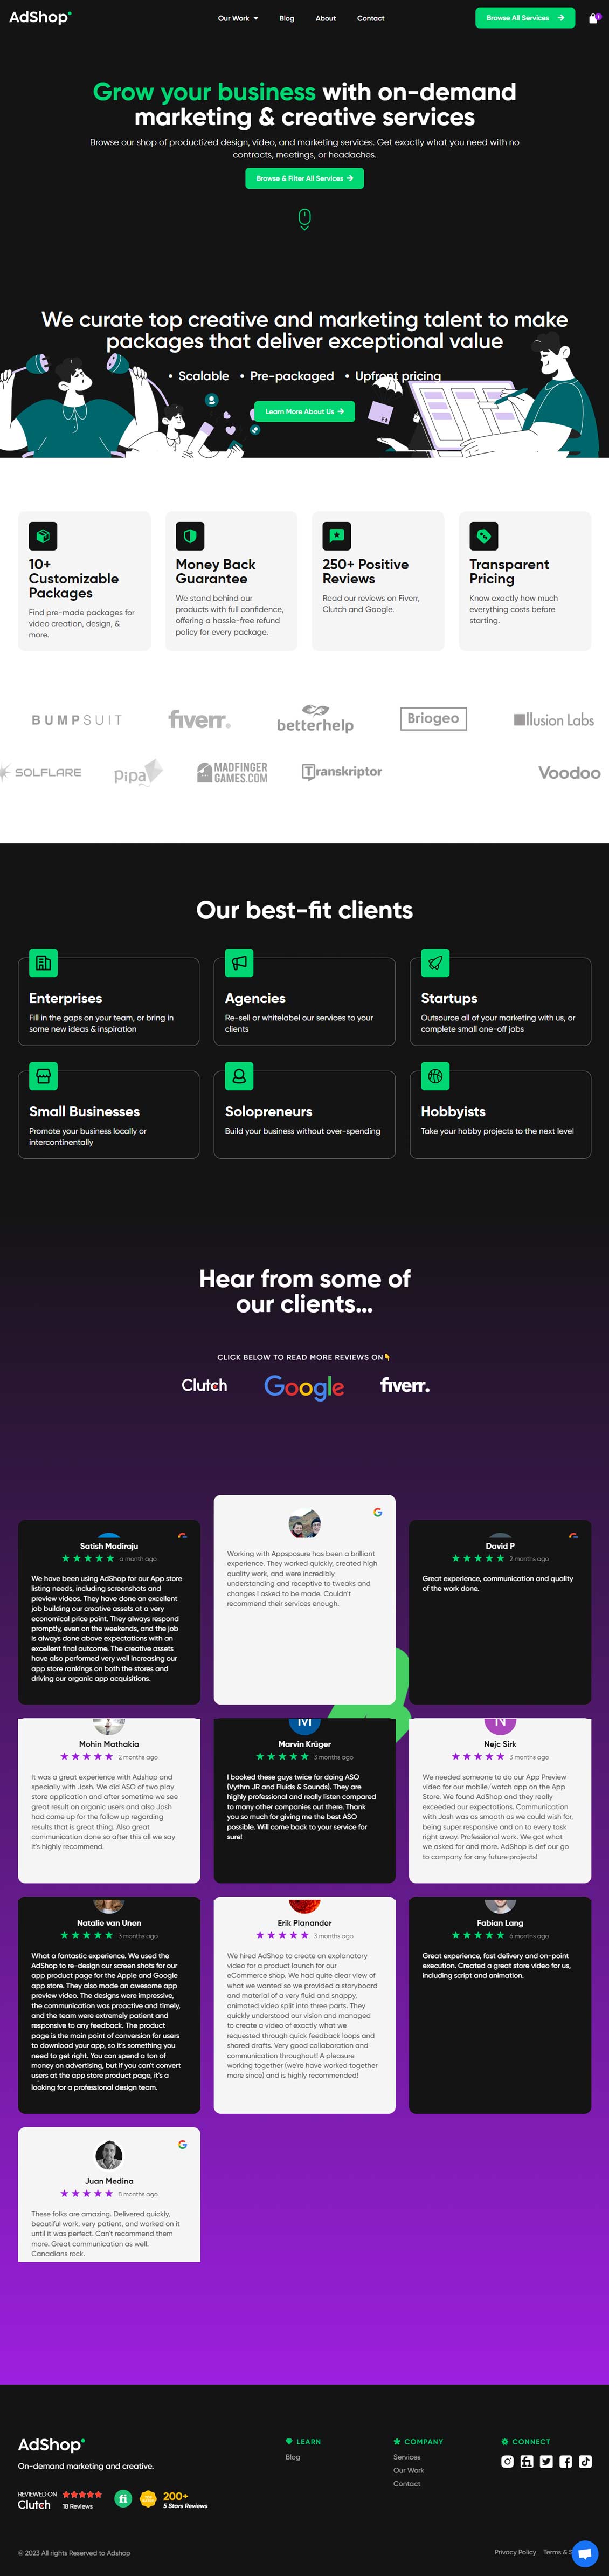 AdShop
Our Work
Blog
About
Contact
Browse All Services
1
Grow your business with on-demand
marketing & creative services
Browse our shop of productized design, video, and marketing services. Get exactly what you need with no
contracts, meetings, or headaches.
Browse & Filter All Services
We curate top creative and marketing talent to make
packages that deliver exceptional value
• Scalable • Pre-packaged • Upfront pricing
Learn More About Us
10+
Customizable
Packages
Find pre-made packages for
video creation, design, &
more.
Money Back
Guarantee
We stand behind our
products with full confidence,
offering a hassle-free refund
policy for every package.
250+ Positive
Reviews
Read our reviews on Fiverr,
Clutch and Google.
Transparent
Pricing
Know exactly how much
everything costs before
starting.
BUMPSUIT
fiverr.
betterhelp
Briogeo
Illusion Labs
SOLFLARE
pipa
MADFINGER
GAMES.COM
Transkriptor
Voodoo
Our best-fit clients
Enterprises
Fill in the gaps on your team, or bring in
some new ideas & inspiration
Agencies
Re-sell or whitelabel our services to your
clients
Startups
Outsource all of your marketing with us, or
complete small one-off jobs
Small Businesses
Promote your business locally or
intercontinentally
Solopreneurs
Build your business without over-spending
Hobbyists
Take your hobby projects to the next level
Hear from some of
our clients...
CLICK BELOW TO READ MORE REVIEWS ON👇
Clutch
Google
fiverr.
Satish Madiraju
a month ago
We have been using AdShop for our App store
listing needs, including screenshots and
preview videos. They have done an excellent
job building our creative assets at a very
economical price point. They always respond
promptly, even on the weekends, and the job
is always done above expectations with an
excellent final outcome. The creative assets
have also performed very well increasing our
app store rankings on both the stores and
driving our organic app acquisitions.
Working with Appsposure has been a brilliant
experience. They worked quickly, created high
quality work, and were incredibly
understanding and receptive to tweaks and
changes I asked to be made. Couldn't
recommend their services enough.
David P
2 months ago
Great experience, communication and quality
of the work done.
Mohin Mathakia
2 months ago
It was a great experience with Adshop and
specially with Josh. We did ASO of two play
store application and after sometime we see
great result on organic users and also Josh
had come up for the follow up regarding
results that is great thing. Also great
communication done so after this all we say
it's highly recommend.
M
Marvin Krüger
3 months ago
I booked these guys twice for doing ASO
(Vythm JR and Fluids & Sounds). They are
highly professional and really listen compared
to many other companies out there. Thank
you so much for giving me the best ASO
possible. Will come back to your service for
sure!
N
Nejc Sirk
3 months ago
We needed someone to do our App Preview
video for our mobile/watch app on the App
Store. We found AdShop and they really
exceeded our expectations. Communication
with Josh was as smooth as we could wish for,
being super responsive and on to every task
right away. Professional work. We got what
we asked for and more. AdShop is def our go
to company for any future projects!
Natalie van Unen
3 months ago
What a fantastic experience. We used the
AdShop to re-design our screen shots for our
app product page for the Apple and Google
app store. They also made an awesome app
preview video. The designs were impressive,
the communication was proactive and timely,
and the team were extremely patient and
responsive to any feedback. The product
page is the main point of conversion for users
to download your app, so it's something you
need to get right. You can spend a ton of
money on advertising, but if you can't convert
users at the app store product page, it's a
looking for a professional design team.
Erik Planander
3 months ago
We hired AdShop to create an explanatory
video for a product launch for our
eCommerce shop. We had quite clear view of
what we wanted so we provided a storyboard
and material of a very fluid and snappy,
animated video split into three parts. They
quickly understood our vision and managed
to create a video of exactly what we
requested through quick feedback loops and
shared drafts. Very good collaboration and
communication throughout! A pleasure
working together (we're have worked together
more since) and is highly recommended!
Fabian Lang
6 months ago
Great experience, fast delivery and on-point
execution. Created a great store video for us,
including script and animation.
Juan Medina
8 months ago
These folks are amazing. Delivered quickly,
beautiful work, very patient, and worked on it
until it was perfect. Can't recommend them
more. Great communication as well.
Canadians rock.
AdShop
On-demand marketing and creative.
REVIEWED ON
Clutch
18 Reviews
fi
200+
5 Stars Reviews
LEARN
Blog
COMPANY
Services
Our Work
Contact
CONNECT
© 2023 All rights Reserved to Adshop
Privacy Policy
Terms & S